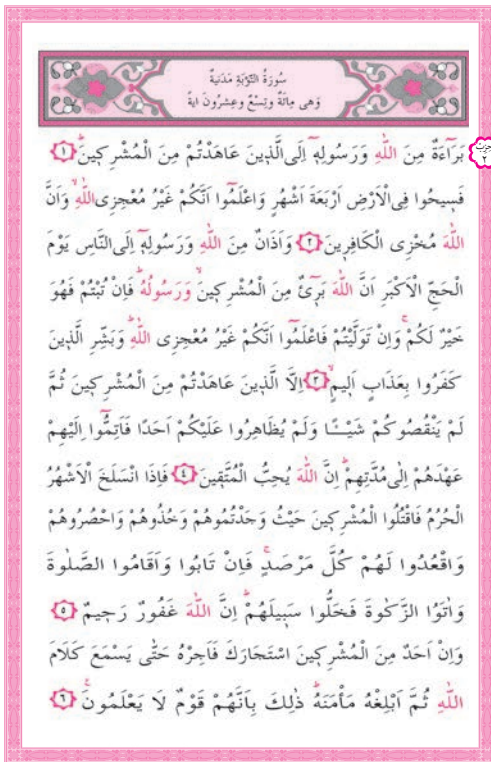 سُورَةُ التَّوْبَةِ مَدَنِيَّةٌ
وَهِيَ مِائَةٌ وَتِسْعٌ وَعِشْرُونَ ايَةً
بَرَٓاءَةٌ مِنَ اللّٰهِ وَرَسُولِه۪ٓ اِلَى الَّذ۪ينَ عَاهَدْتُمْ مِنَ الْمُشْرِك۪ينَۜ ﴿١﴾
فَس۪يحُوا فِي الْاَرْضِ اَرْبَعَةَ اَشْهُرٍ وَاعْلَمُٓوا اَنَّكُمْ غَيْرُ مُعْجِزِي اللّٰهِۙ وَاَنَّ
اللّٰهَ مُخْزِي الْكَافِر۪ينَ ﴿٢﴾ وَاَذَانٌ مِنَ اللّٰهِ وَرَسُولِه۪ٓ اِلَى النَّاسِ يَوْمَ
الْحَجِّ الْاَكْبَرِ اَنَّ اللّٰهَ بَر۪ٓيءٌ مِنَ الْمُشْرِك۪ينَۙ وَرَسُولُهُۜ فَاِنْ تُبْتُمْ فَهُوَ
خَيْرٌ لَكُمْۚ وَاِنْ تَوَلَّيْتُمْ فَاعْلَمُٓوا اَنَّكُمْ غَيْرُ مُعْجِزِي اللّٰهِۜ وَبَشِّرِ الَّذ۪ينَ
كَفَرُوا بِعَذَابٍ اَل۪يمٍۙ ﴿٣﴾ اِلَّا الَّذ۪ينَ عَاهَدْتُمْ مِنَ الْمُشْرِك۪ينَ ثُمَّ
لَمْ يَنْقُصُوكُمْ شَيْـًٔا وَلَمْ يُظَاهِرُوا عَلَيْكُمْ اَحَدًا فَاَتِمُّٓوا اِلَيْهِمْ
عَهْدَهُمْ اِلٰى مُدَّتِهِمْۜ اِنَّ اللّٰهَ يُحِبُّ الْمُتَّق۪ينَ ﴿٤﴾ فَاِذَا انْسَلَخَ الْاَشْهُرُ
الْحُرُمُ فَاقْتُلُوا الْمُشْرِك۪ينَ حَيْثُ وَجَدْتُمُوهُمْ وَخُذُوهُمْ وَاحْصُرُوهُمْ
وَاقْعُدُوا لَهُمْ كُلَّ مَرْصَدٍۚ فَاِنْ تَابُوا وَاَقَامُوا الصَّلٰوةَ
وَاٰتَوُا الزَّكٰوةَ فَخَلُّوا سَب۪يلَهُمْۜ اِنَّ اللّٰهَ غَفُورٌ رَح۪يمٌ ﴿٥﴾
وَاِنْ اَحَدٌ مِنَ الْمُشْرِك۪ينَ اسْتَجَارَكَ فَاَجِرْهُ حَتّٰى يَسْمَعَ كَلَامَ
اللّٰهِ ثُمَّ اَبْلِغْهُ مَأْمَنَهُۜ ذٰلِكَ بِاَنَّهُمْ قَوْمٌ لَا يَعْلَمُونَ۟ ﴿٦﴾
حزب
٢